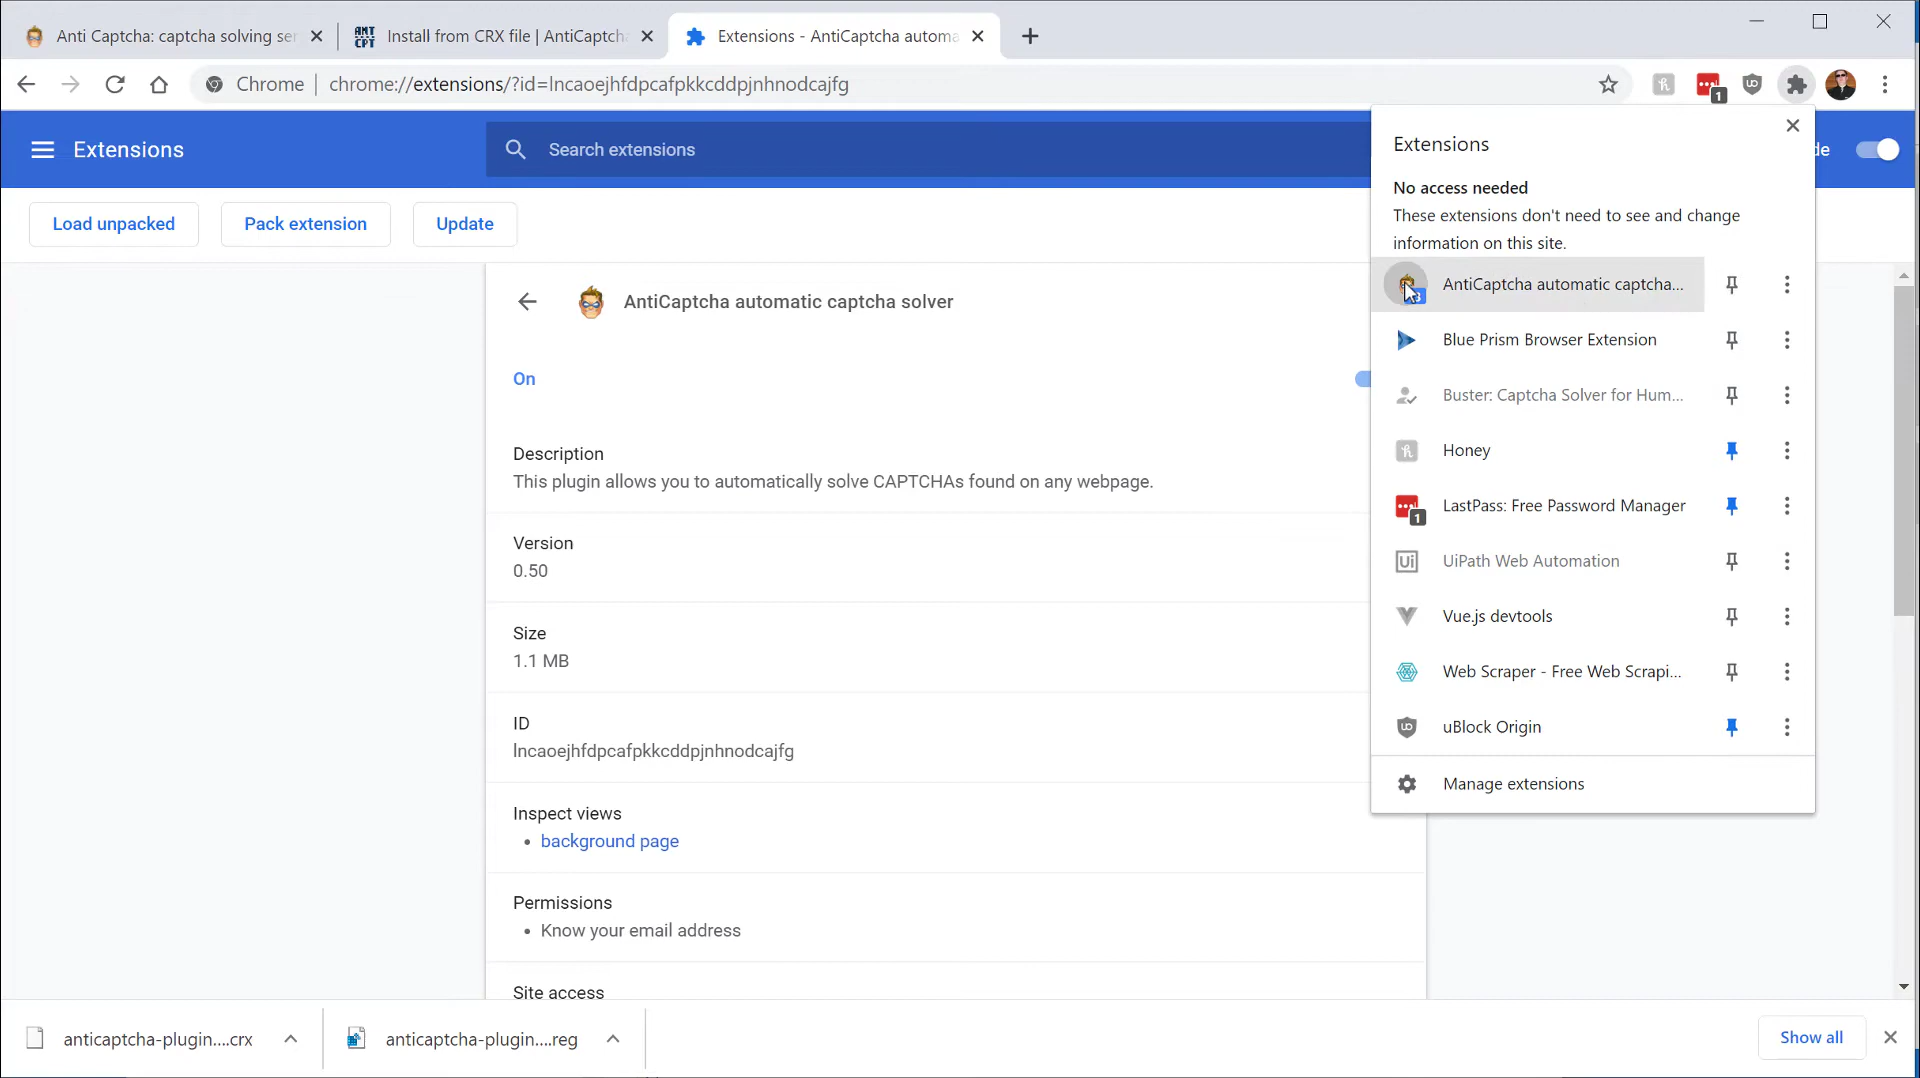 Anti Captcha: captcha solving ser
Install from CRX file | AntiCaptcha
Extensions - AntiCaptcha automa
Chrome
chrome://extensions/?id=lncaoejhfdpcafpkkcddpjnhnodcajfg
1
Extensions
Search extensions
de
Load unpacked
Pack extension
Update
AntiCaptcha automatic captcha solver
On
Description
This plugin allows you to automatically solve CAPTCHAs found on any webpage.
Version
0.50
Size
1.1 MB
ID
lncaoejhfdpcafpkkcddpjnhnodcajfg
Inspect views
• background page
Permissions
• Know your email address
Site access
Extensions
No access needed
These extensions don't need to see and change
information on this site.
AntiCaptcha automatic captcha...
Blue Prism Browser Extension
Buster: Captcha Solver for Hum...
Honey
LastPass: Free Password Manager
1
UiPath Web Automation
Vue.js devtools
Web Scraper - Free Web Scrapi...
uBlock Origin
Manage extensions
anticaptcha-plugin....crx
anticaptcha-plugin....reg
Show all